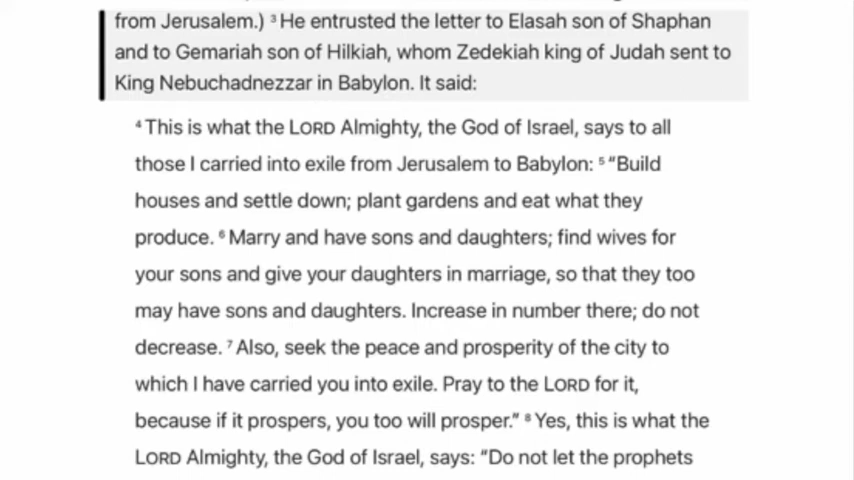 from Jerusalem.) ³ He entrusted the letter to Elasah son of Shaphan
and to Gemariah son of Hilkiah, whom Zedekiah king of Judah sent to
King Nebuchadnezzar in Babylon. It said:
⁴ This is what the LORD Almighty, the God of Israel, says to all
those I carried into exile from Jerusalem to Babylon: ⁵ “Build
houses and settle down; plant gardens and eat what they
produce. ⁶ Marry and have sons and daughters; find wives for
your sons and give your daughters in marriage, so that they too
may have sons and daughters. Increase in number there; do not
decrease. ⁷ Also, seek the peace and prosperity of the city to
which I have carried you into exile. Pray to the LORD for it,
because if it prospers, you too will prosper.” ⁸ Yes, this is what the
LORD Almighty, the God of Israel, says: “Do not let the prophets